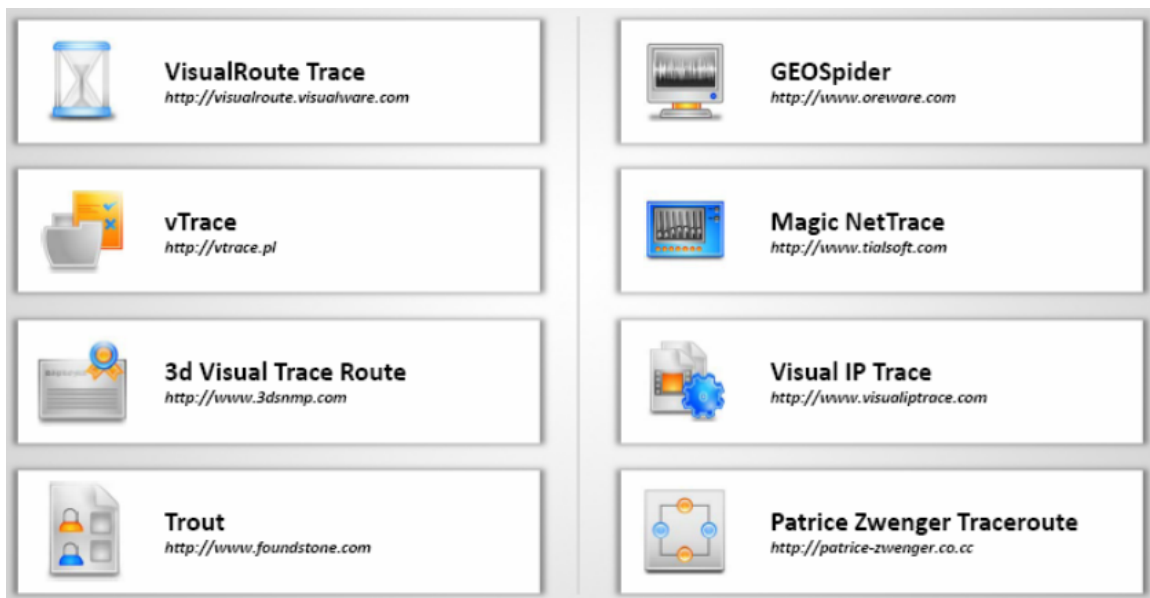 VisualRoute Trace
http://visualroute.visualware.com
vTrace
http://vtrace.pl
3d Visual Trace Route
http://www.3dsnmp.com
Trout
http://www.foundstone.com
GEOSpider
http://www.oreware.com
Magic NetTrace
http://www.tialsoft.com
Visual IP Trace
http://www.visualiptrace.com
Patrice Zwenger Traceroute
http://patrice-zwenger.co.cc